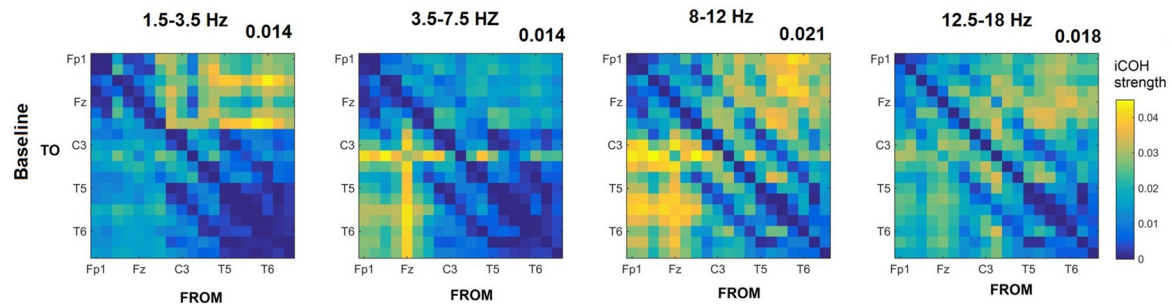 1.5-3.5 Hz
0.014
3.5-7.5 HZ
0.014
8-12 Hz
0.021
12.5-18 Hz
0.018
Baseline
TO
Fp1
Fz
C3
T5
T6
Fp1 Fz C3 T5 T6
FROM
Fp1
Fz
C3
T5
T6
Fp1 Fz C3 T5 T6
FROM
Fp1
Fz
C3
T5
T6
Fp1 Fz C3 T5 T6
FROM
Fp1
Fz
C3
T5
T6
Fp1 Fz C3 T5 T6
FROM
iCOH
strength
0.04
0.03
0.02
0.01
0